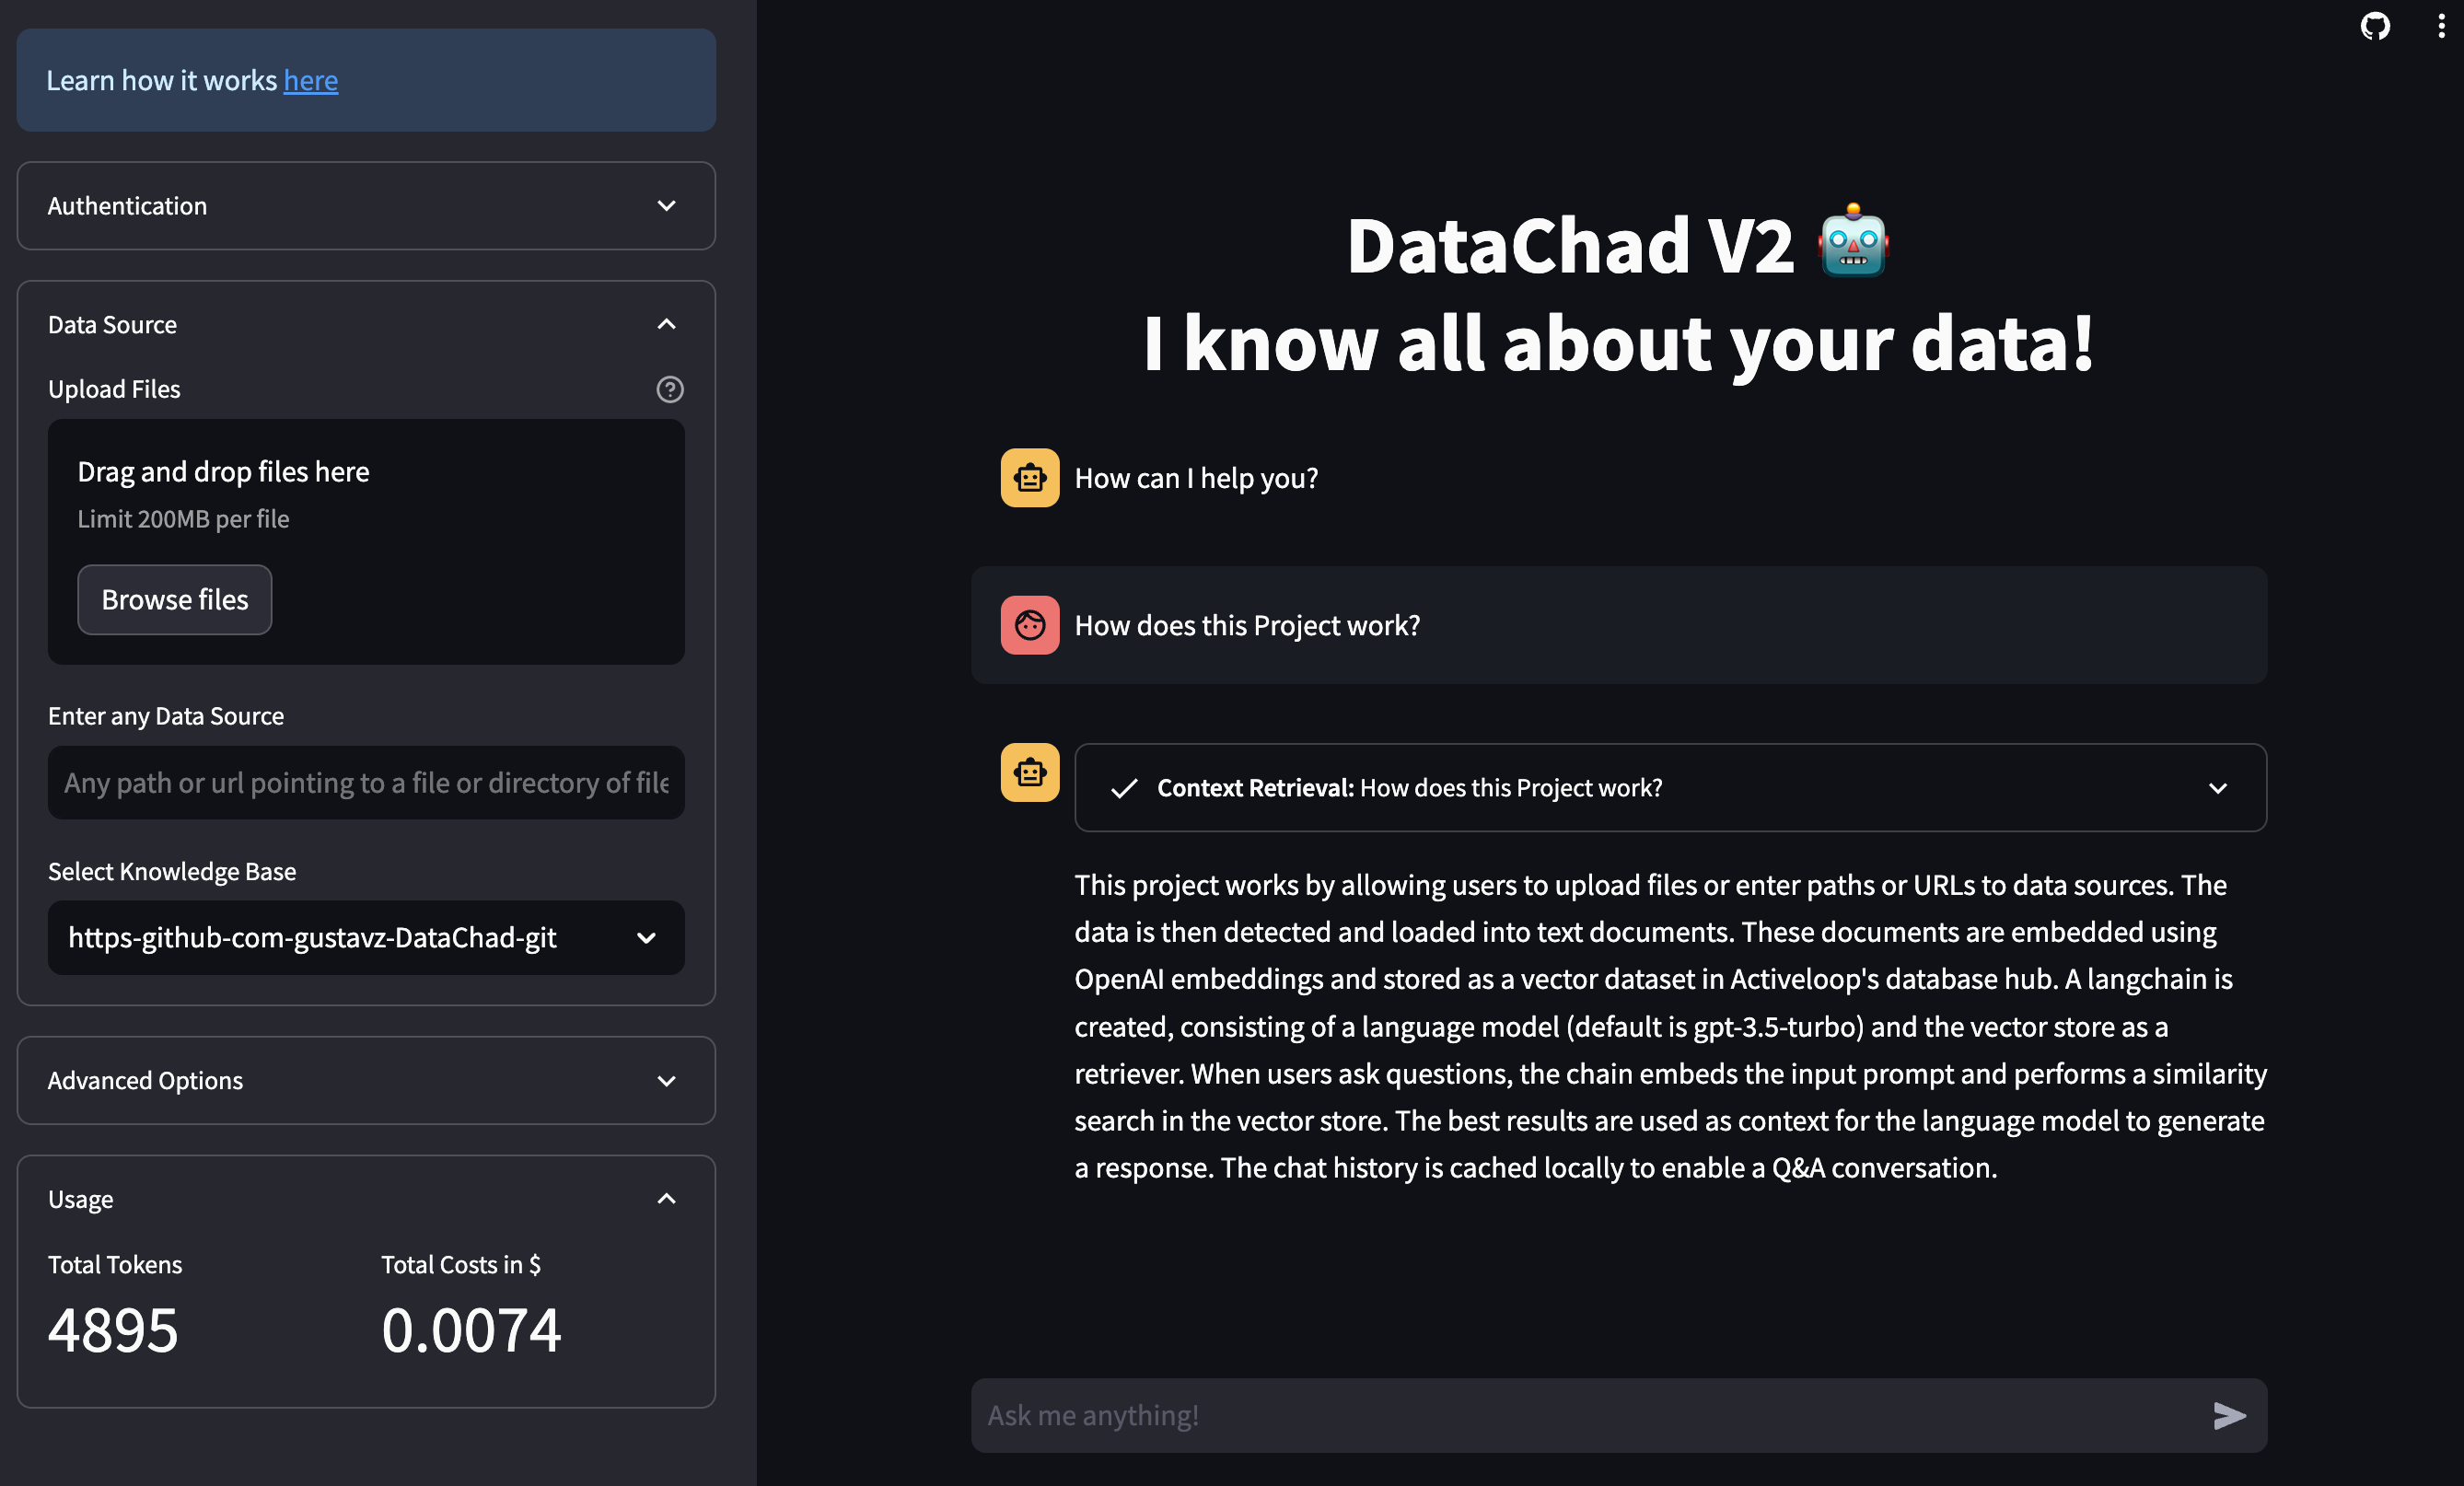 Learn how it works here
Authentication
Data Source
Upload Files
Drag and drop files here
Limit 200MB per file
Browse files
Enter any Data Source
Any path or url pointing to a file or directory of file
Select Knowledge Base
https-github-com-gustavz-DataChad-git
Advanced Options
Usage
Total Tokens
4895
Total Costs in $
0.0074
DataChad V2
I know all about your data!
How can I help you?
How does this Project work?
Context Retrieval: How does this Project work?
This project works by allowing users to upload files or enter paths or URLs to data sources. The
data is then detected and loaded into text documents. These documents are embedded using
OpenAI embeddings and stored as a vector dataset in Activeloop's database hub. A langchain is
created, consisting of a language model (default is gpt-3.5-turbo) and the vector store as a
retriever. When users ask questions, the chain embeds the input prompt and performs a similarity
search in the vector store. The best results are used as context for the language model to generate
a response. The chat history is cached locally to enable a Q&A conversation.
Ask me anything!